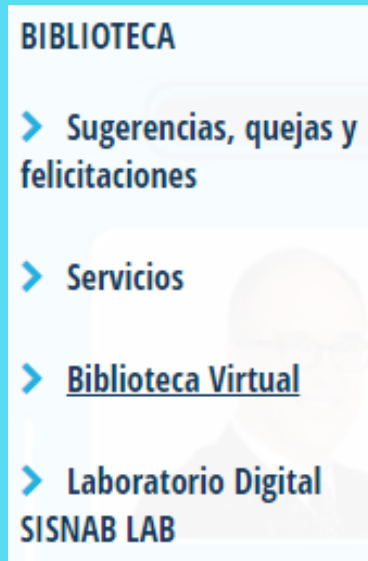 BIBLIOTECA
Sugerencias, quejas y
felicitaciones
Servicios
Biblioteca Virtual
Laboratorio Digital
SISNAB LAB